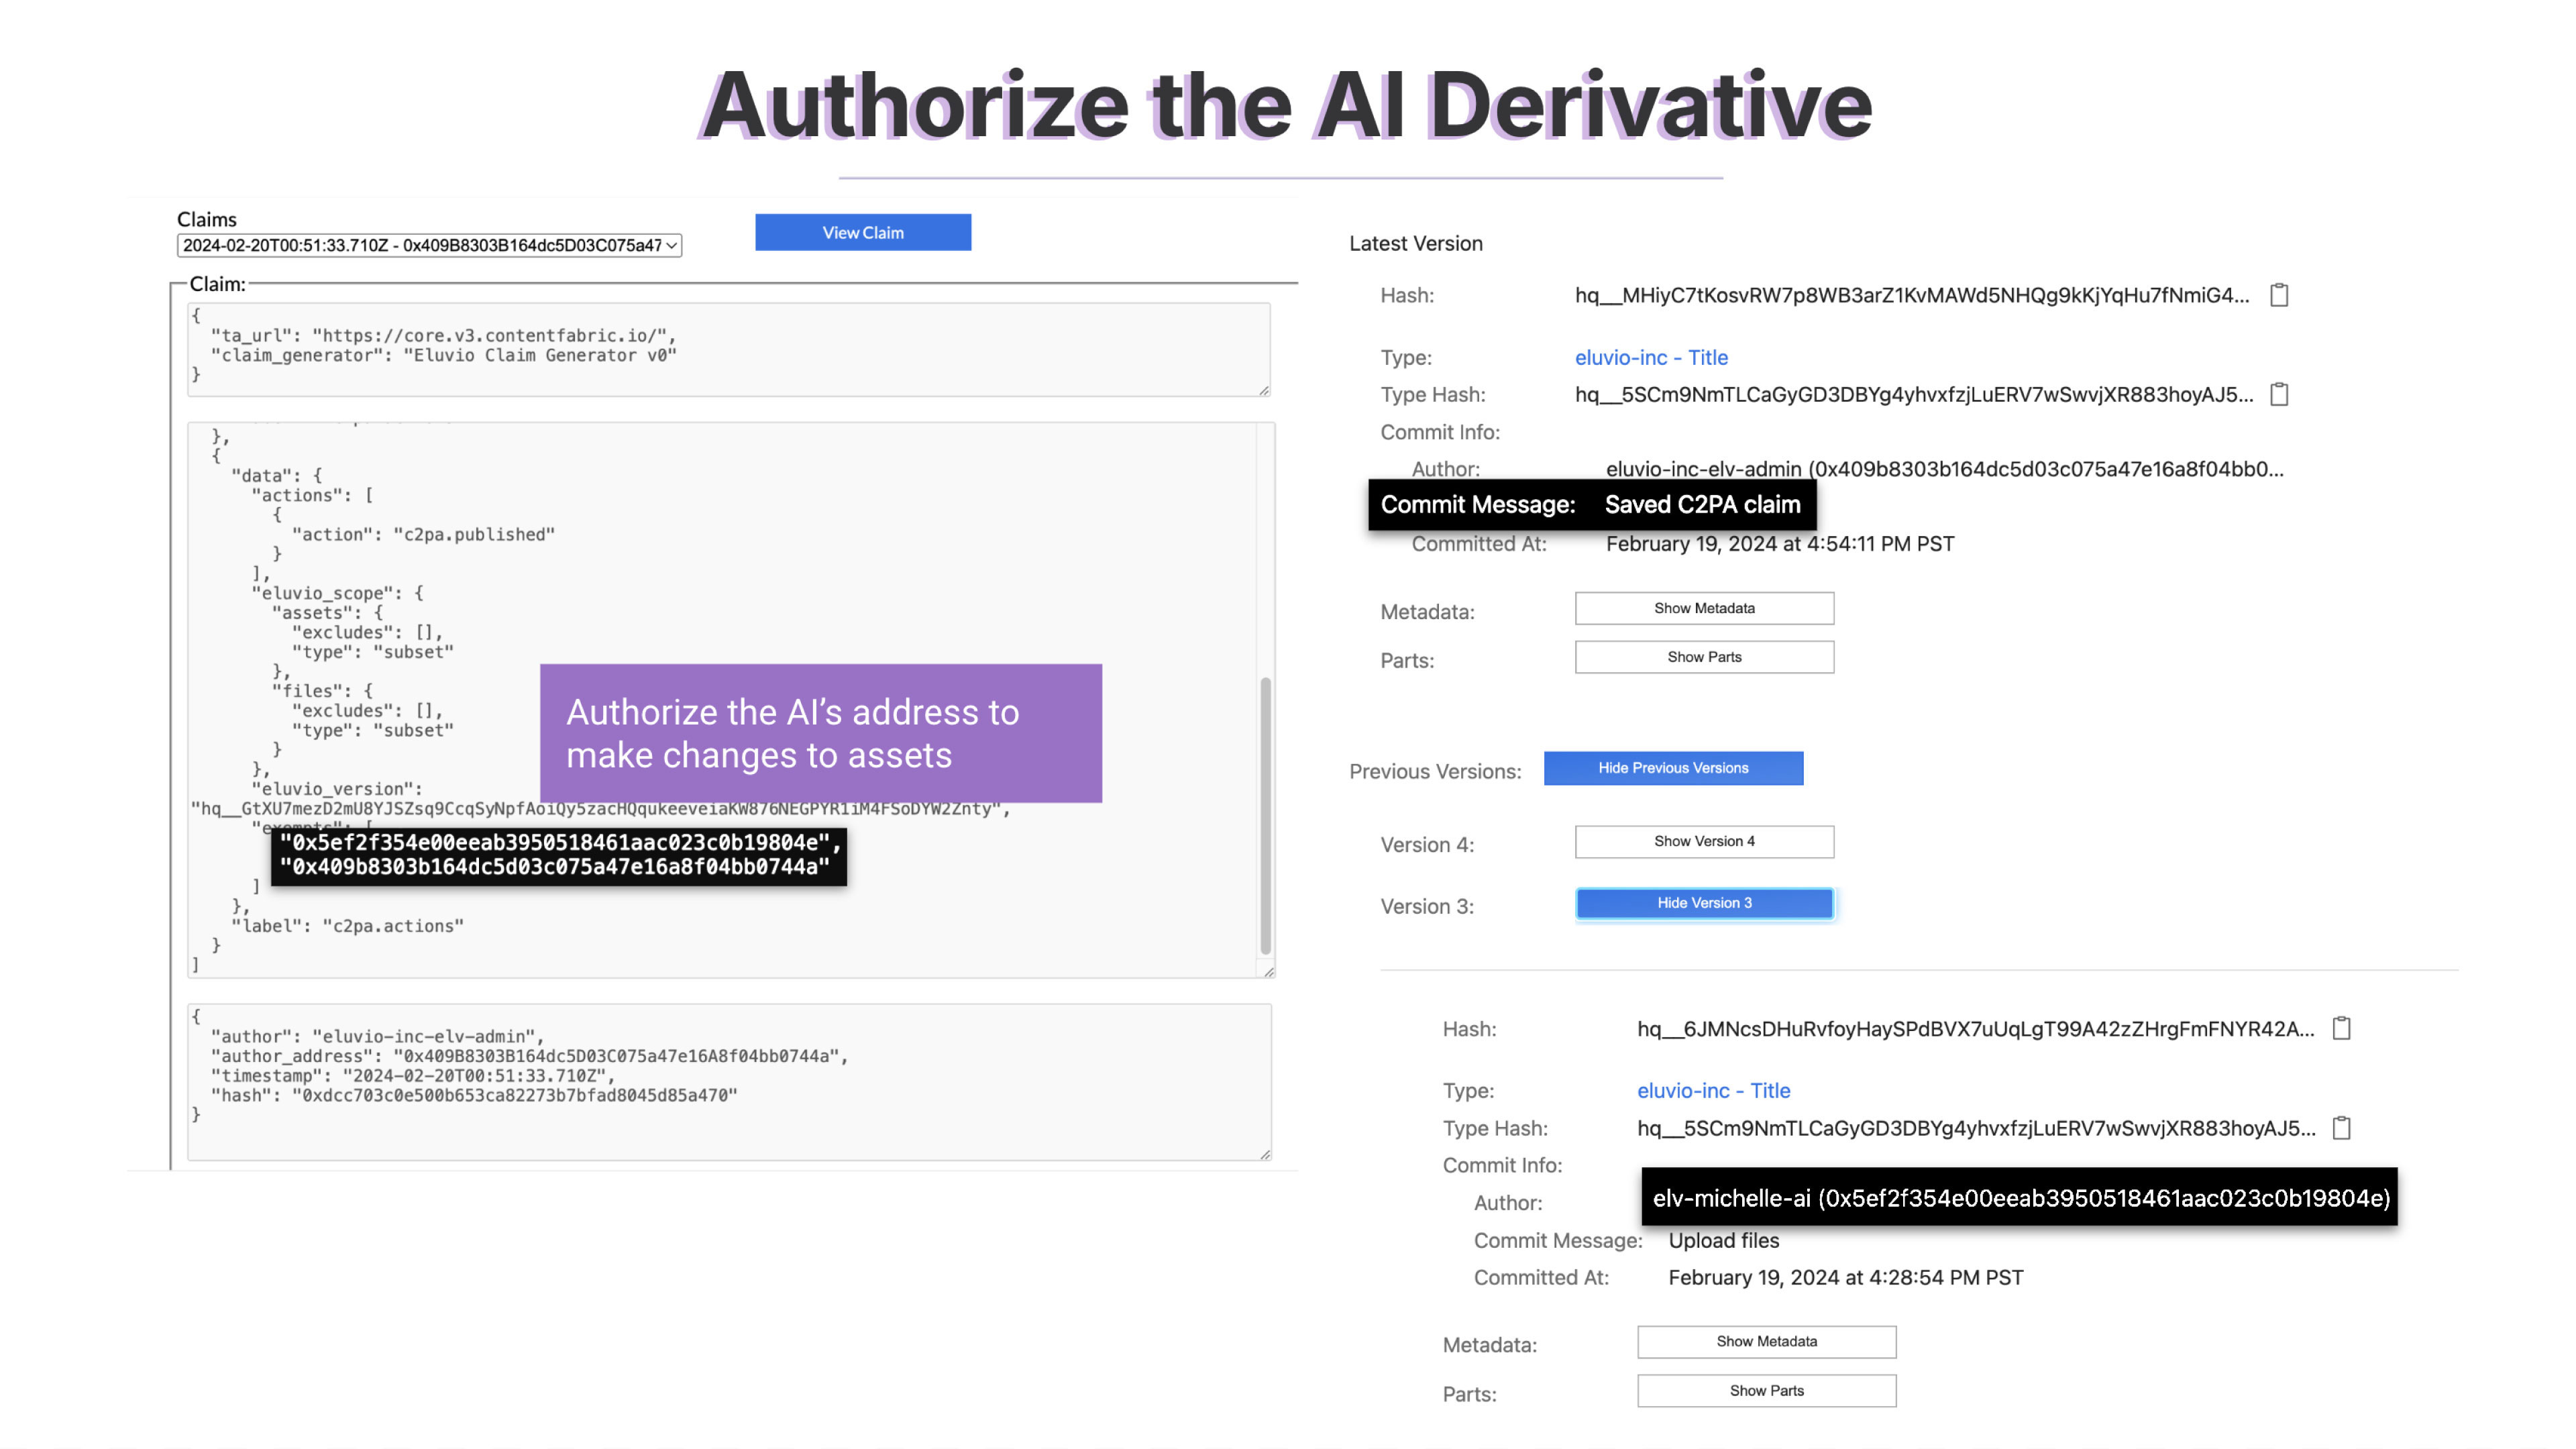 Authorize the AI Derivative
Claims
2024-02-20T00:51:33.710Z - 0x409B8303B164dc5D03C075a47
View Claim
Claim:
{
"ta_url": "https://core.v3.contentfabric.io/",
"claim_generator": "Eluvio Claim Generator v0"
}
},
{
"data": {
"actions": [
{
"action": "c2pa.published"
}
],
"eluvio_scope": {
"assets": {
"excludes": [],
"type": "subset"
},
"files": {
"excludes": [],
"type": "subset"
}
},
"eluvio_version":
"hq__GtXU7mezD2mU8YJSZsq9CcqSyNpfAoiQy5zacHQqukeeveiaKW876NEGPYR1iM4FSoDYW2Znty",
"exempts": [
"0x5ef2f354e00eeab3950518461aac023c0b19804e",
"0x409b8303b164dc5d03c075a47e16a8f04bb0744a"
]
},
"label": "c2pa.actions"
}
]
Authorize the AI's address to
make changes to assets
{
"author": "eluvio-inc-elv-admin",
"author_address": "0x409B8303B164dc5D03C075a47e16A8f04bb0744a",
"timestamp": "2024-02-20T00:51:33.710Z",
"hash": "0xdcc703c0e500b653ca82273b7bfad8045d85a470"
}
Latest Version
Hash: hq__MHiyC7tKosvRW7p8WB3arZ1KvMAWd5NHQg9kKjYqHu7fNmiG4...
Type: eluvio-inc - Title
Type Hash: hq__5SCm9NmTLCaGyGD3DBYg4yhvxfzjLuERV7wSwvjXR883hoyAJ5...
Commit Info:
Author: eluvio-inc-elv-admin (0x409b8303b164dc5d03c075a47e16a8f04bb0...
Commit Message: Saved C2PA claim
Committed At: February 19, 2024 at 4:54:11 PM PST
Metadata: Show Metadata
Parts: Show Parts
Previous Versions: Hide Previous Versions
Version 4: Show Version 4
Version 3: Hide Version 3
Hash: hq__6JMNcsDHuRvfoyHaySPdBVX7uUqLgT99A42zZHrgFmFNYR42A...
Type: eluvio-inc - Title
Type Hash: hq__5SCm9NmTLCaGyGD3DBYg4yhvxfzjLuERV7wSwvjXR883hoyAJ5...
Commit Info:
Author: elv-michelle-ai (0x5ef2f354e00eeab3950518461aac023c0b19804e)
Commit Message: Upload files
Committed At: February 19, 2024 at 4:28:54 PM PST
Metadata: Show Metadata
Parts: Show Parts